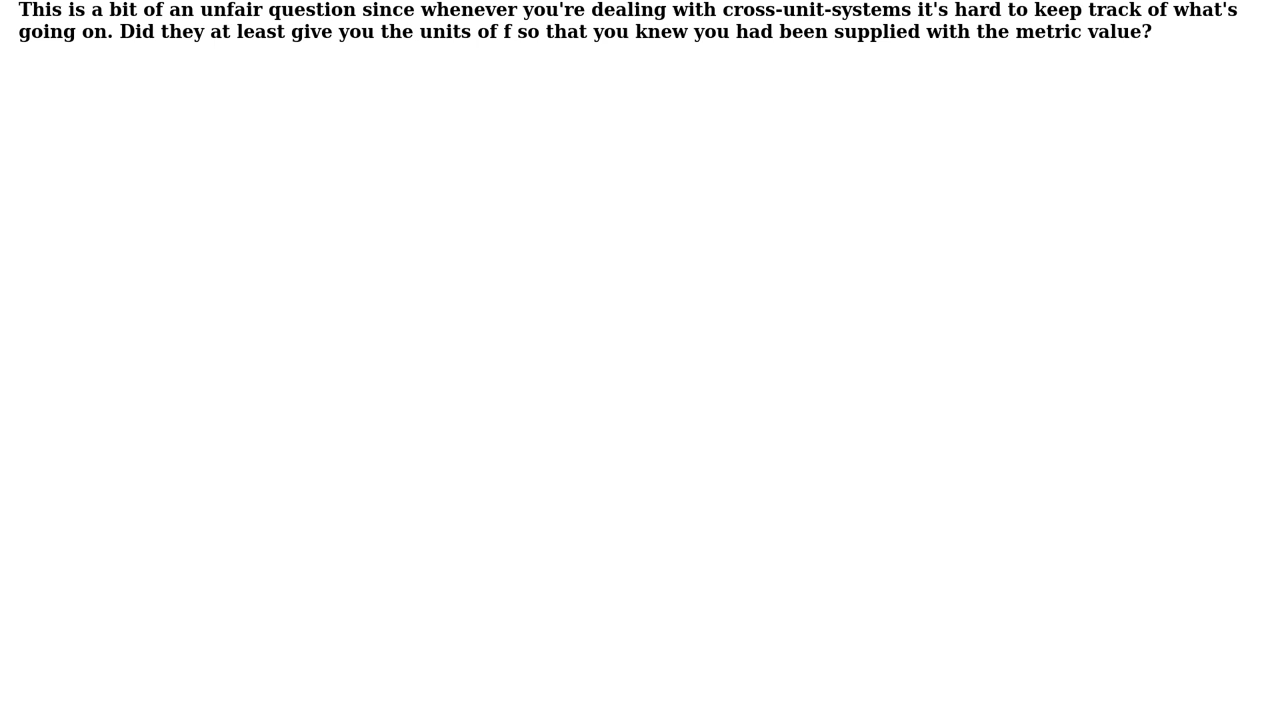 This is a bit of an unfair question since whenever you're dealing with cross-unit-systems it's hard to keep track of what's
going on. Did they at least give you the units of f so that you knew you had been supplied with the metric value?